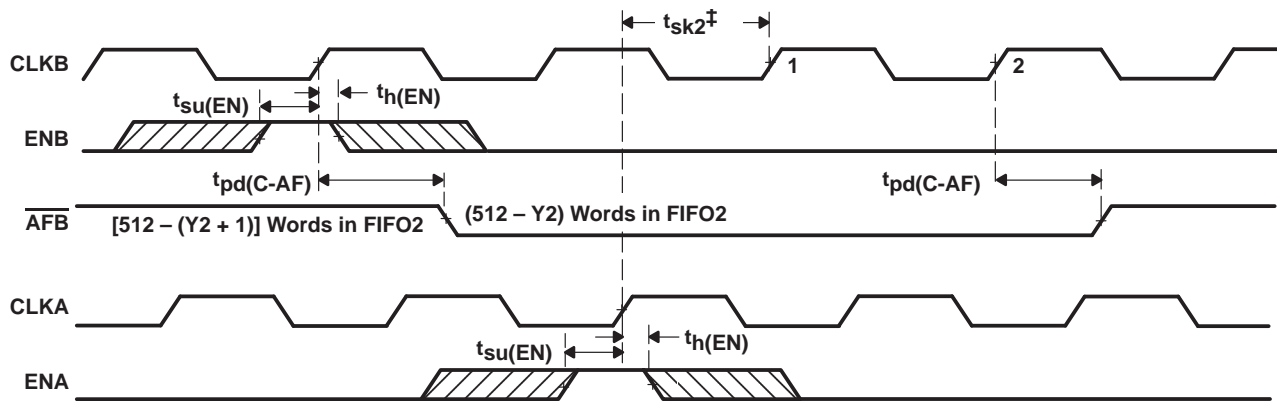 tsk2‡
CLKB
1
2
tsu(EN)
th(EN)
ENB
tpd(C-AF)
tpd(C-AF)
AFB
[512 – (Y2 + 1)] Words in FIFO2
(512 – Y2) Words in FIFO2
CLKA
tsu(EN)
th(EN)
ENA